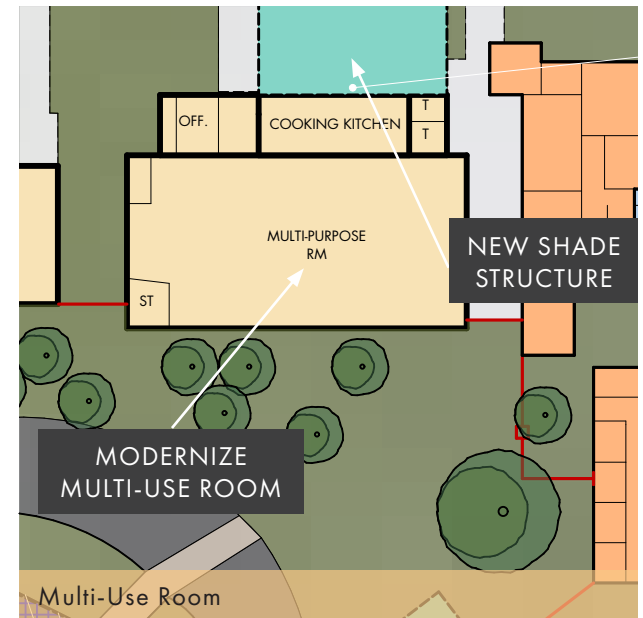 OFF.
COOKING KITCHEN
T
T
MULTI-PURPOSE
RM
NEW SHADE
STRUCTURE
ST
MODERNIZE
MULTI-USE ROOM
Multi-Use Room